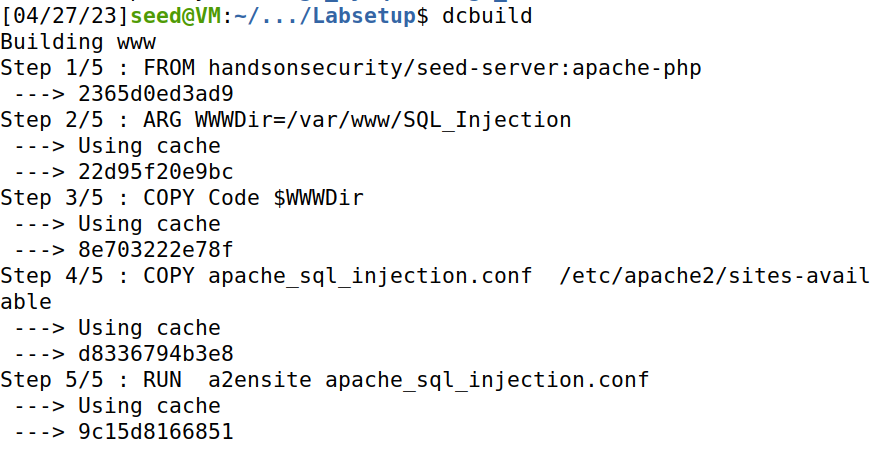 [04/27/23]seed@VM:~/.../Labsetup$ dcbuild
Building www
Step 1/5 : FROM handsonsecurity/seed-server:apache-php
 ---> 2365d0ed3ad9
Step 2/5 : ARG WWWDir=/var/www/SQL_Injection
 ---> Using cache
 ---> 22d95f20e9bc
Step 3/5 : COPY Code $WWWDir
 ---> Using cache
 ---> 8e703222e78f
Step 4/5 : COPY apache_sql_injection.conf  /etc/apache2/sites-avail
able
 ---> Using cache
 ---> d8336794b3e8
Step 5/5 : RUN  a2ensite apache_sql_injection.conf
 ---> Using cache
 ---> 9c15d8166851